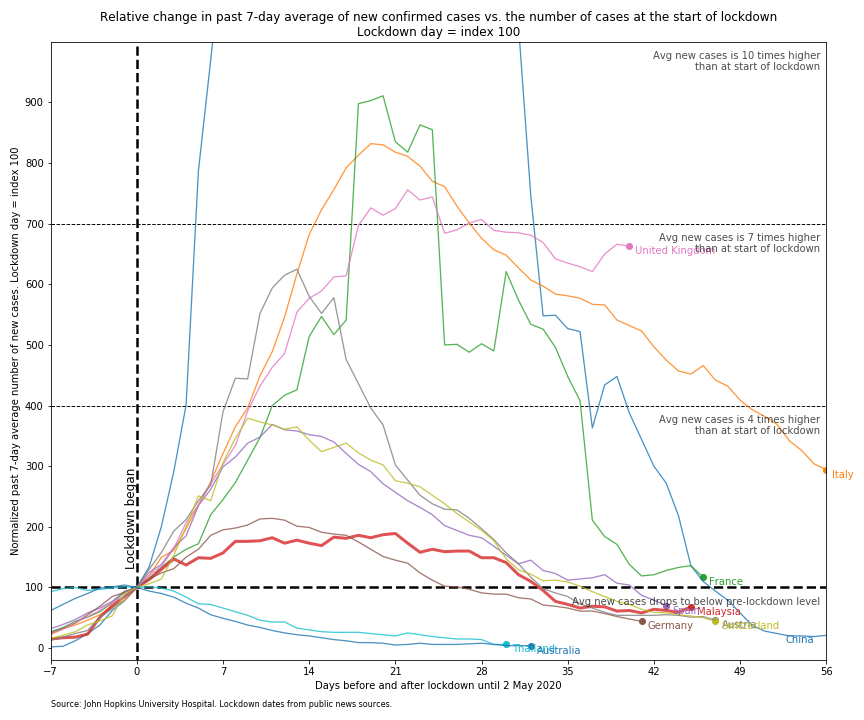 Relative change in past 7-day average of new confirmed cases vs. the number of cases at the start of lockdown
Lockdown day = index 100
Normalized past 7-day average number of new cases. Lockdown day = index 100
900
800
700
600
500
400
300
200
100
0
Avg new cases is 10 times higher
than at start of lockdown
Avg new cases is 7 times higher
than at start of lockdown
United Kingdom
Avg new cases is 4 times higher
than at start of lockdown
Italy
Lockdown began
France
Avg new cases drops to below pre-lockdown level
Spain
Malaysia
Germany
Austria
Switzerland
China
Thailand
Australia
−7
0
7
14
21
28
35
42
49
56
Days before and after lockdown until 2 May 2020
Source: John Hopkins University Hospital. Lockdown dates from public news sources.